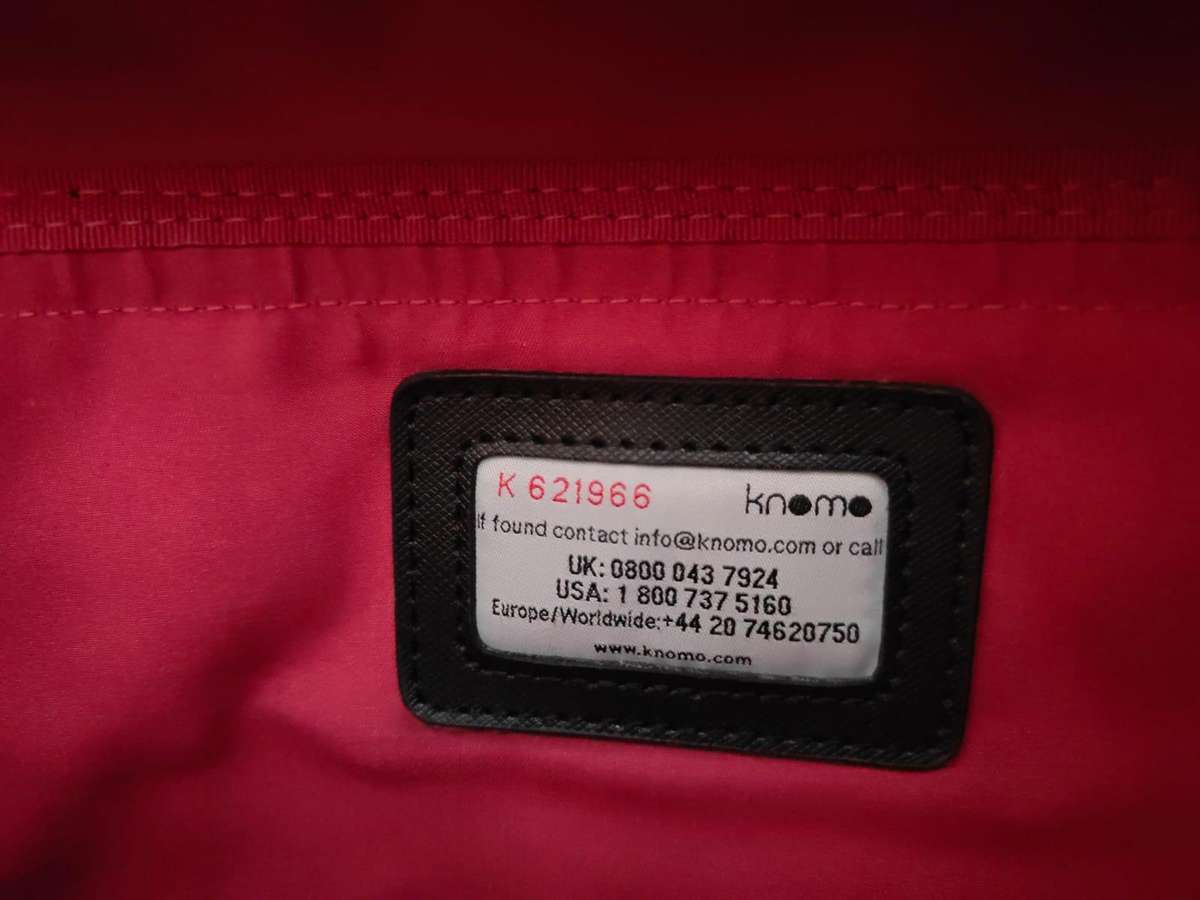 K 621966 knomo
If found contact info@knomo.com or call
UK: 0800 043 7924
USA: 1 800 737 5160
Europe/Worldwide:+44 20 74620750
www.knomo.com